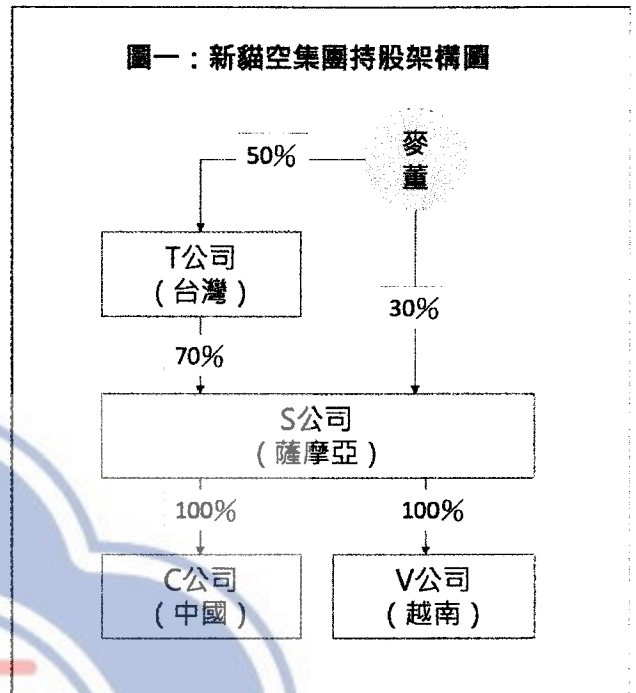 圖一：新貓空集團持股架構圖
麥
董
50%
T公司
（台灣）
30%
70%
S公司
（薩摩亞）
100%
100%
C公司
（中國）
V公司
（越南）